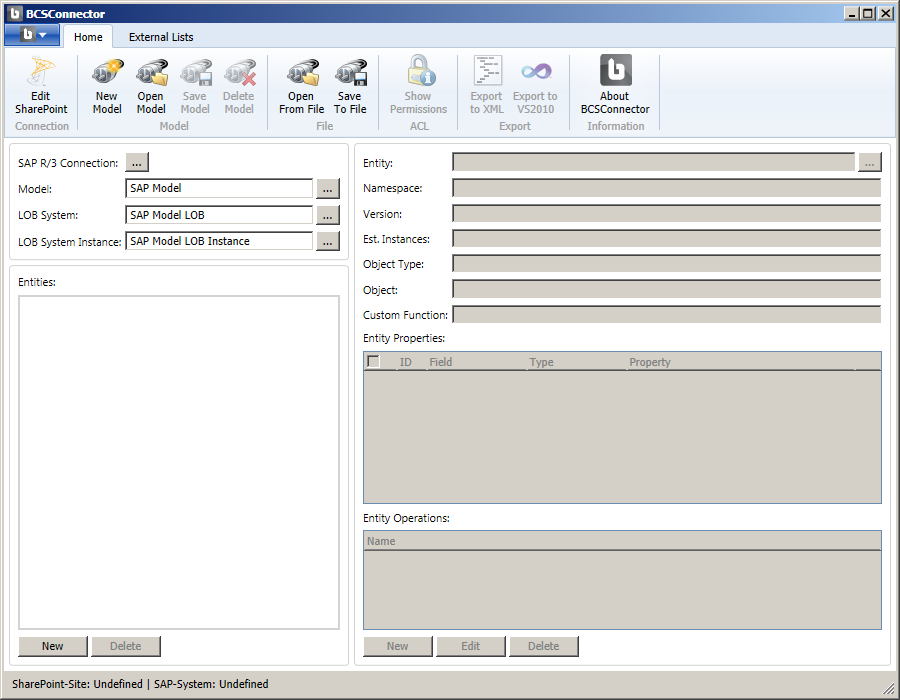 BCSConnector
Home
External Lists
Edit SharePoint
New Model
Open Model
Save Model
Delete Model
Open From File
Save To File
Show Permissions
Export to XML
Export to VS2010
About BCSConnector
Connection
Model
File
ACL
Export
Information
SAP R/3 Connection: ...
Model: SAP Model ...
LOB System: SAP Model LOB ...
LOB System Instance: SAP Model LOB Instance ...
Entities:
New Delete
Entity: ...
Namespace:
Version:
Est. Instances:
Object Type:
Object:
Custom Function:
Entity Properties:
ID Field Type Property
Entity Operations:
Name
New Edit Delete
SharePoint-Site: Undefined | SAP-System: Undefined